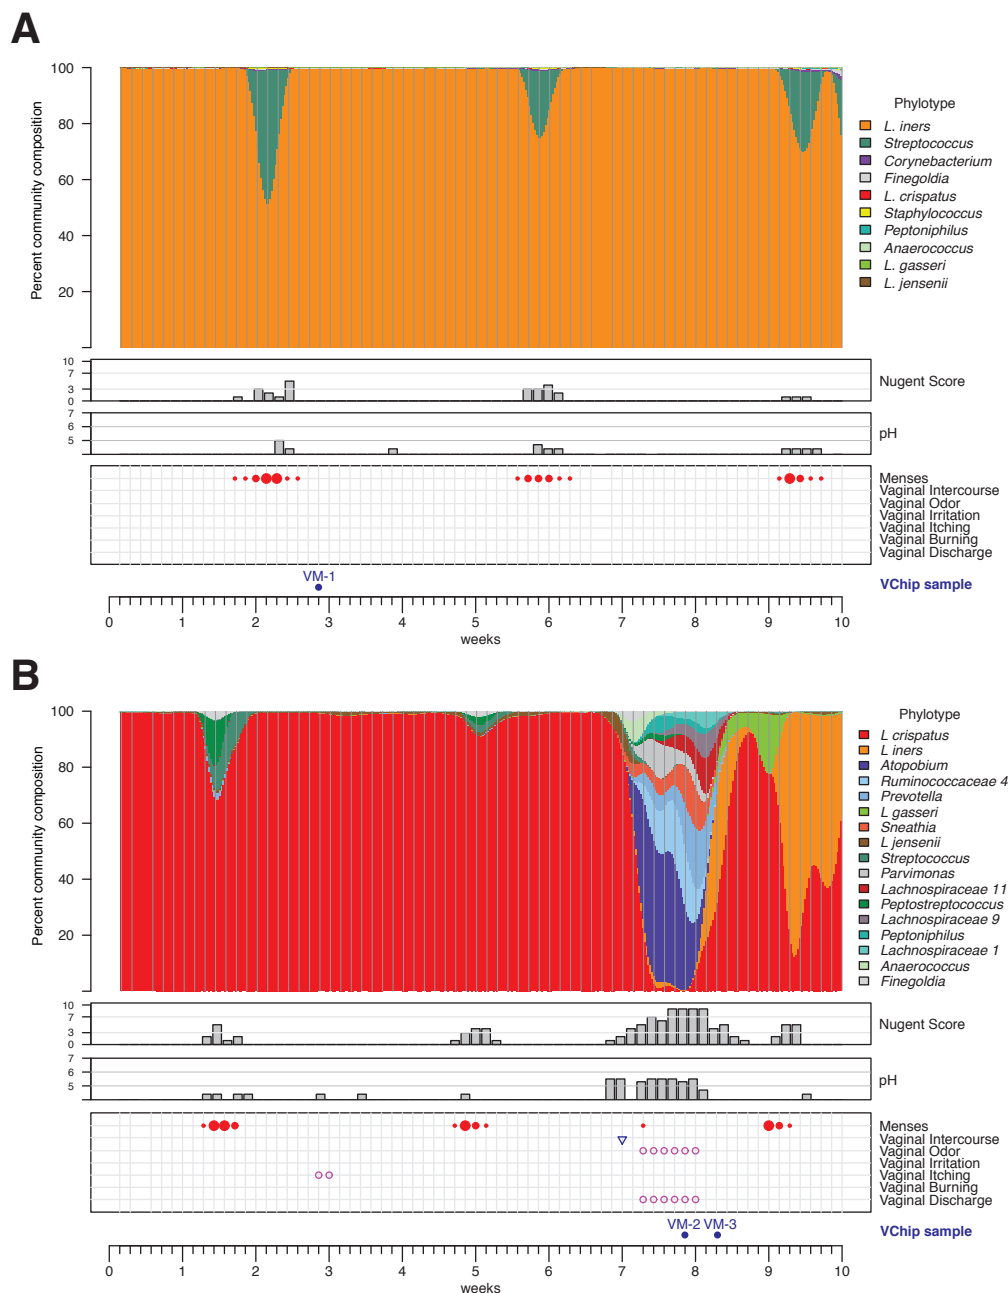 A
Percent community composition
100
80
60
40
20
Phylotype
L. iners
Streptococcus
Corynebacterium
Finegoldia
L. crispatus
Staphylococcus
Peptoniphilus
Anaerococcus
L. gasseri
L. jensenii
10
7
3
0
Nugent Score
7
6
5
pH
Menses
Vaginal Intercourse
Vaginal Odor
Vaginal Irritation
Vaginal Itching
Vaginal Burning
Vaginal Discharge
VM-1
VChip sample
0 1 2 3 4 5 6 7 8 9 10
weeks
B
Percent community composition
100
80
60
40
20
Phylotype
L crispatus
L iners
Atopobium
Ruminococcaceae 4
Prevotella
L gasseri
Sneathia
L jensenii
Streptococcus
Parvimonas
Lachnospiraceae 11
Peptostreptococcus
Lachnospiraceae 9
Peptoniphilus
Lachnospiraceae 1
Anaerococcus
Finegoldia
10
7
3
0
Nugent Score
7
6
5
pH
Menses
Vaginal Intercourse
Vaginal Odor
Vaginal Irritation
Vaginal Itching
Vaginal Burning
Vaginal Discharge
VM-2 VM-3
VChip sample
0 1 2 3 4 5 6 7 8 9 10
weeks